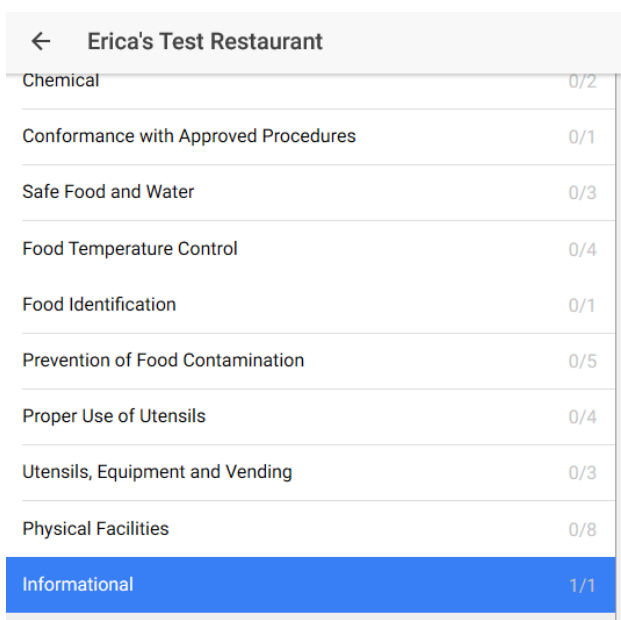 Erica's Test Restaurant
Chemical 0/2
Conformance with Approved Procedures 0/1
Safe Food and Water 0/3
Food Temperature Control 0/4
Food Identification 0/1
Prevention of Food Contamination 0/5
Proper Use of Utensils 0/4
Utensils, Equipment and Vending 0/3
Physical Facilities 0/8
Informational 1/1